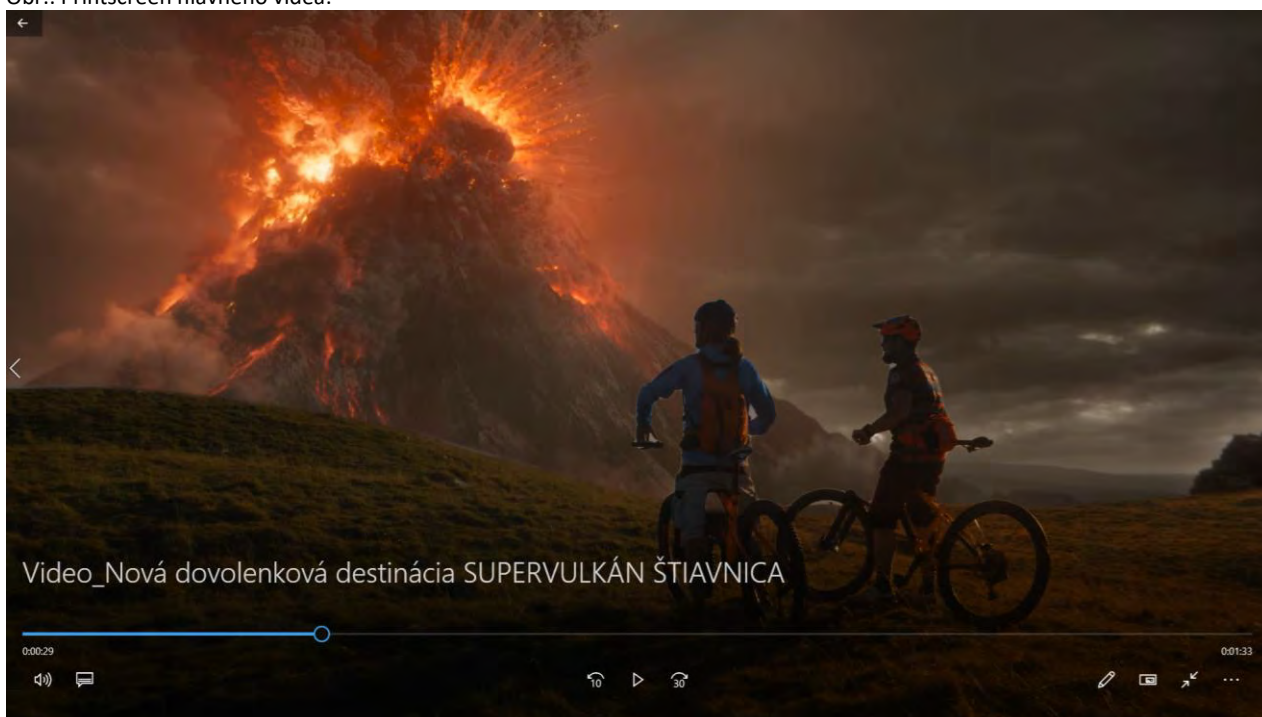 Obr.: Printscreen hlavného videa:
Video_Nová dovolenková destinácia SUPERVULKÁN ŠTIAVNICA
0:00:29
0:01:33
10
30